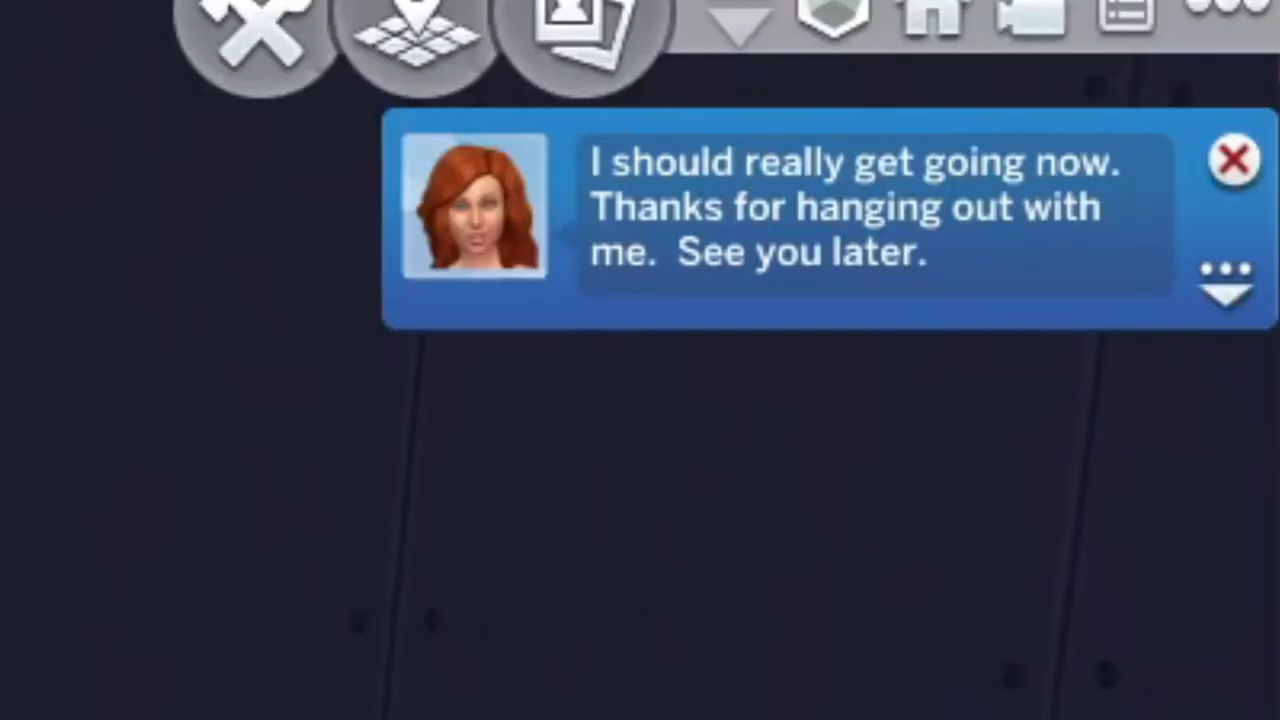 I should really get going now.
Thanks for hanging out with
me.  See you later.